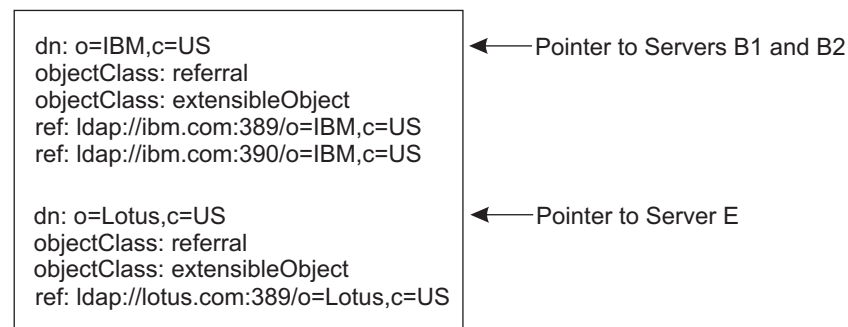 dn: o=IBM,c=US
Pointer to Servers B1 and B2
objectClass: referral
objectClass: extensibleObject
ref: ldap://ibm.com:389/o=IBM,c=US
ref: ldap://ibm.com:390/o=IBM,c=US
dn: o=Lotus,c=US
Pointer to Server E
objectClass: referral
objectClass: extensibleObject
ref: ldap://lotus.com:389/o=Lotus,c=US